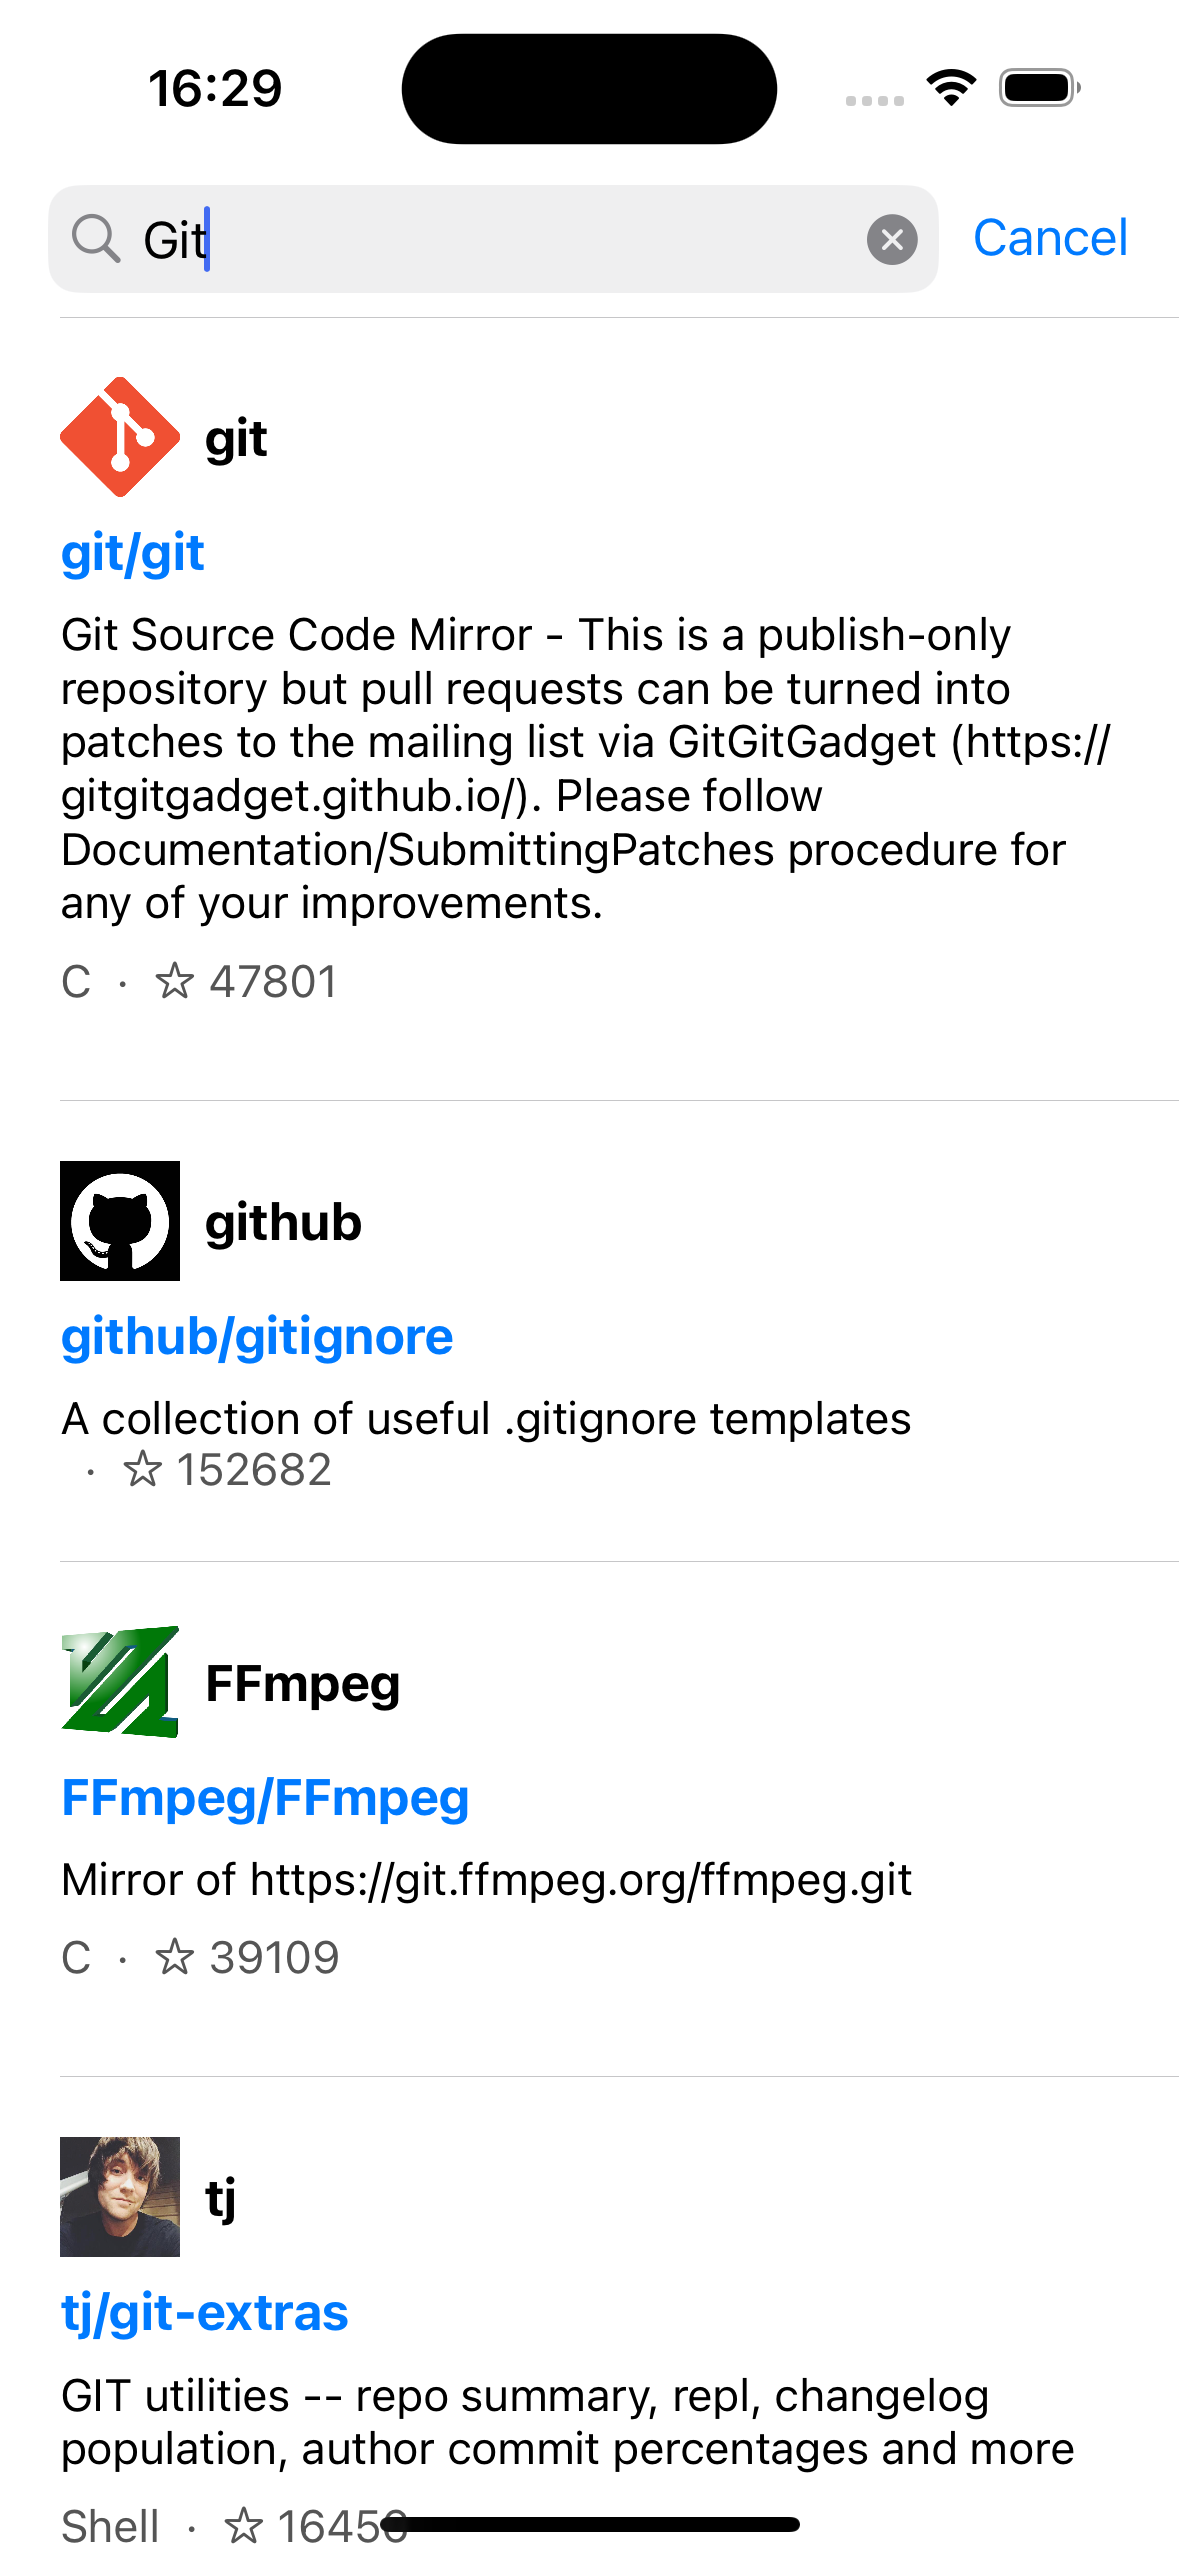 16:29
Git
Cancel
git
git/git
Git Source Code Mirror - This is a publish-only
repository but pull requests can be turned into
patches to the mailing list via GitGitGadget (https://
gitgitgadget.github.io/). Please follow
Documentation/SubmittingPatches procedure for
any of your improvements.
C · ☆ 47801
github
github/gitignore
A collection of useful .gitignore templates
· ☆ 152682
FFmpeg
FFmpeg/FFmpeg
Mirror of https://git.ffmpeg.org/ffmpeg.git
C · ☆ 39109
tj
tj/git-extras
GIT utilities -- repo summary, repl, changelog
population, author commit percentages and more
Shell · ☆